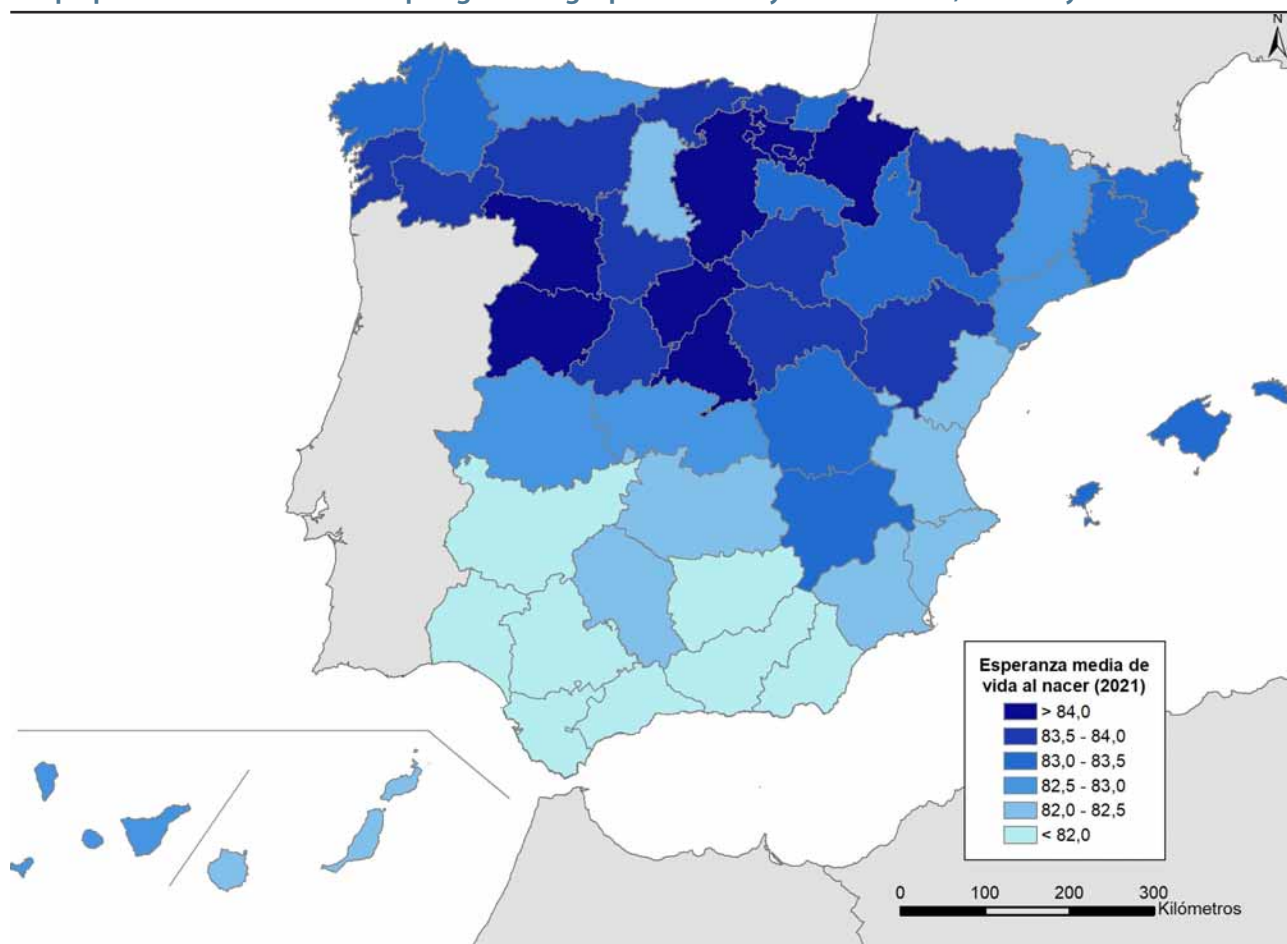 N
Esperanza media de
vida al nacer (2021)
> 84,0
83,5 - 84,0
83,0 - 83,5
82,5 - 83,0
82,0 - 82,5
< 82,0
0 100 200 300
Kilómetros